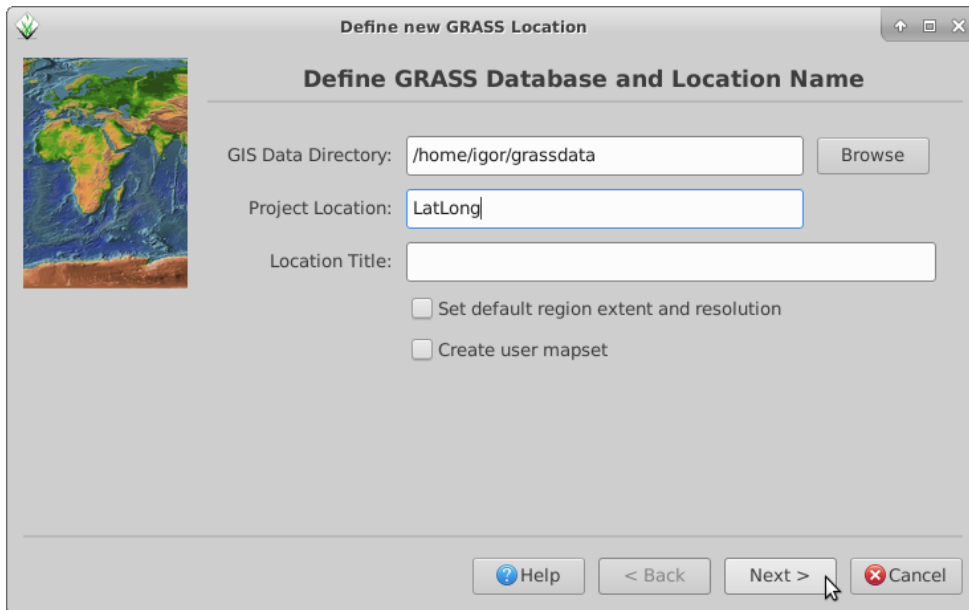 Define new GRASS Location
Define GRASS Database and Location Name
GIS Data Directory: /home/igor/grassdata Browse
Project Location: LatLong
Location Title:
Set default region extent and resolution
Create user mapset
Help < Back Next > Cancel